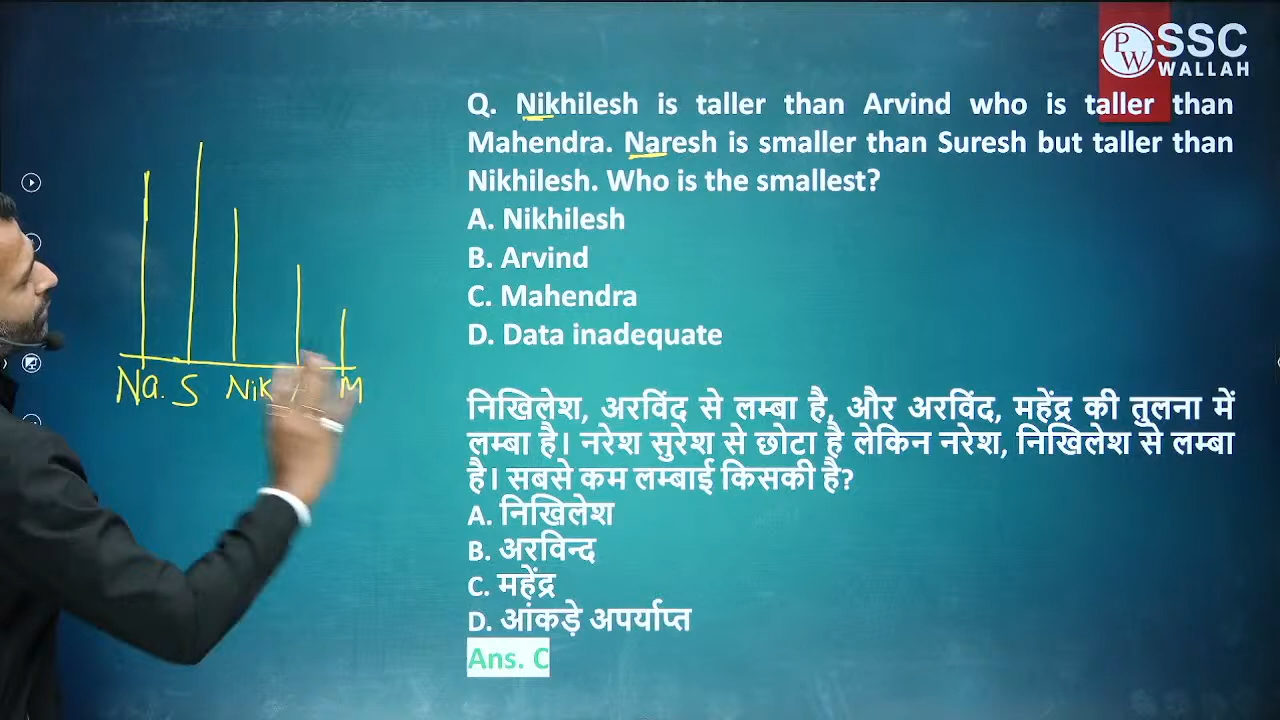 PW SSC
WALLAH
Q. Nikhilesh is taller than Arvind who is taller than
Mahendra. Naresh is smaller than Suresh but taller than
Nikhilesh. Who is the smallest?
A. Nikhilesh
B. Arvind
C. Mahendra
D. Data inadequate
निखिलेश, अरविंद से लम्बा है, और अरविंद, महेंद्र की तुलना में
लम्बा है। नरेश सुरेश से छोटा है लेकिन नरेश, निखिलेश से लम्बा
है। सबसे कम लम्बाई किसकी है?
A. निखिलेश
B. अरविन्द
C. महेंद्र
D. आंकड़े अपर्याप्त
Ans. C
Na. S Nik M